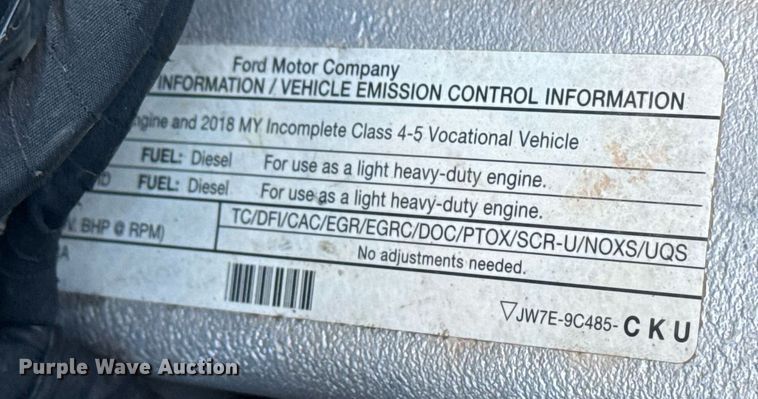 Ford Motor Company
INFORMATION / VEHICLE EMISSION CONTROL INFORMATION
and 2018 MY Incomplete Class 4-5 Vocational Vehicle
FUEL: Diesel For use as a light heavy-duty engine.
FUEL: Diesel For use as a light heavy-duty engine.
BHP @ RPM) TC/DFI/CAC/EGR/EGRC/DOC/PTOX/SCR-U/NOXS/UQS
No adjustments needed.
▽JW7E-9C485-CKU
Purple Wave Auction